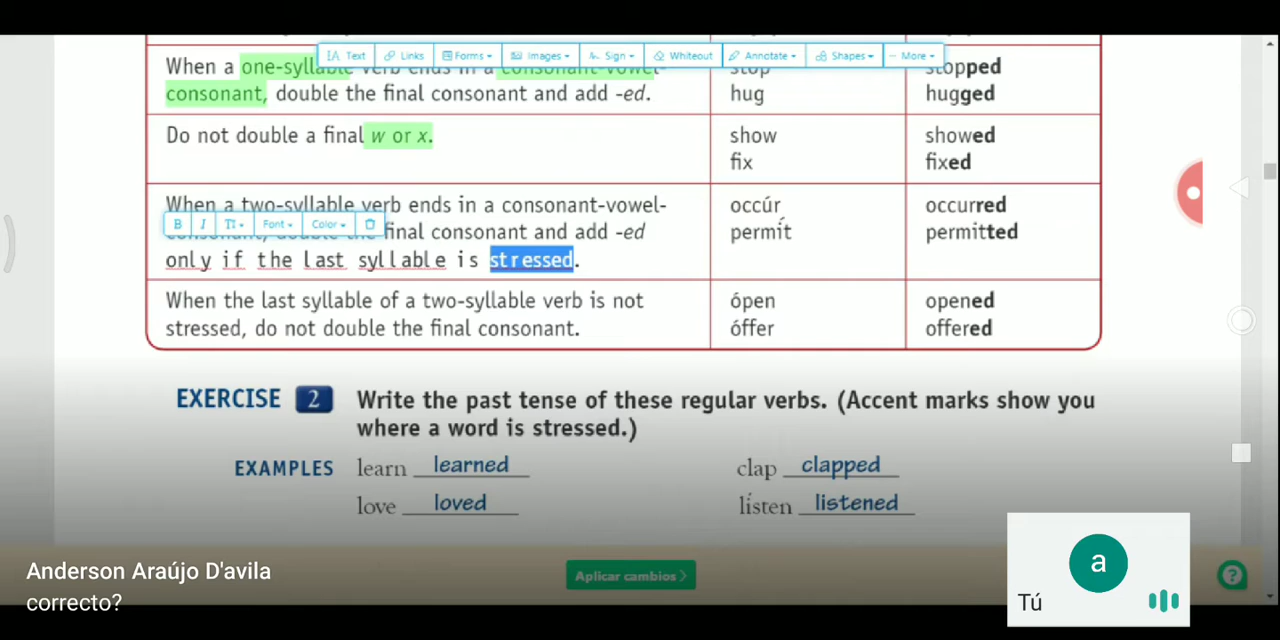 Text Links Forms Images Sign Whiteout Annotate Shapes More
When a one-syllable verb ends in a consonant-vowel- stop stopped
consonant, double the final consonant and add -ed. hug hugged
Do not double a final w or x. show showed
fix fixed
When a two-syllable verb ends in a consonant-vowel- occúr occurred
B I Tt Font Color
final consonant and add -ed permít permitted
only if the last syllable is stressed.
When the last syllable of a two-syllable verb is not ópen opened
stressed, do not double the final consonant. óffer offered
EXERCISE 2 Write the past tense of these regular verbs. (Accent marks show you
where a word is stressed.)
EXAMPLES learn learned clap clapped
love loved lísten listened
Anderson Araújo D'avila
correcto?
Aplicar cambios
a
Tú
?